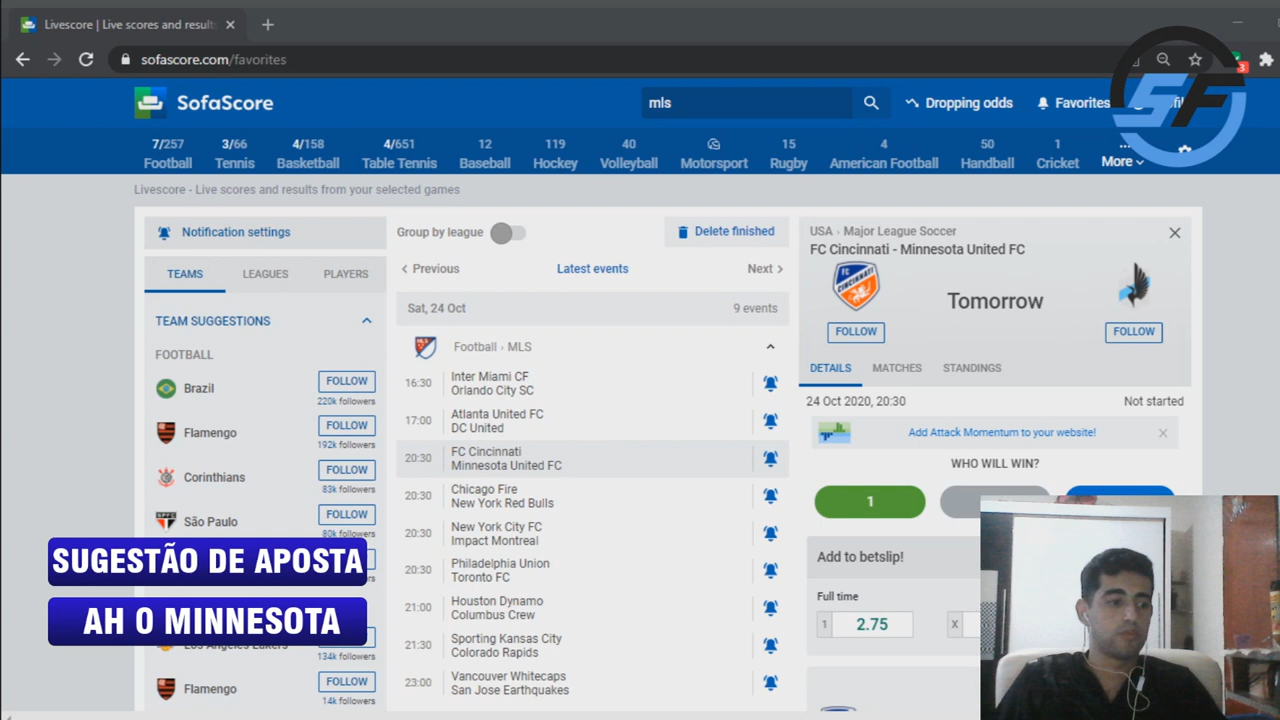 Livescore | Live scores and result
sofascore.com/favorites
3
SF
SofaScore
mls
Dropping odds
Favorites
7/257
3/66
4/158
4/651
12
119
40
15
4
50
1
...
Football
Tennis
Basketball
Table Tennis
Baseball
Hockey
Volleyball
Motorsport
Rugby
American Football
Handball
Cricket
More
Livescore - Live scores and results from your selected games
Notification settings
TEAMS
LEAGUES
PLAYERS
TEAM SUGGESTIONS
FOOTBALL
Brazil
FOLLOW
220k followers
Flamengo
FOLLOW
192k followers
Corinthians
FOLLOW
83k followers
São Paulo
FOLLOW
80k followers
SUGESTÃO DE APOSTA
AH 0 MINNESOTA
Los Angeles Lakers
134k followers
Flamengo
FOLLOW
14k followers
Group by league
Delete finished
Previous
Latest events
Next
Sat, 24 Oct
9 events
Football › MLS
16:30
Inter Miami CF
Orlando City SC
17:00
Atlanta United FC
DC United
20:30
FC Cincinnati
Minnesota United FC
20:30
Chicago Fire
New York Red Bulls
20:30
New York City FC
Impact Montreal
20:30
Philadelphia Union
Toronto FC
21:00
Houston Dynamo
Columbus Crew
21:30
Sporting Kansas City
Colorado Rapids
23:00
Vancouver Whitecaps
San Jose Earthquakes
USA › Major League Soccer
FC Cincinnati - Minnesota United FC
Tomorrow
FOLLOW
FOLLOW
DETAILS
MATCHES
STANDINGS
24 Oct 2020, 20:30
Not started
Add Attack Momentum to your website!
WHO WILL WIN?
1
Add to betslip!
Full time
1
2.75
X